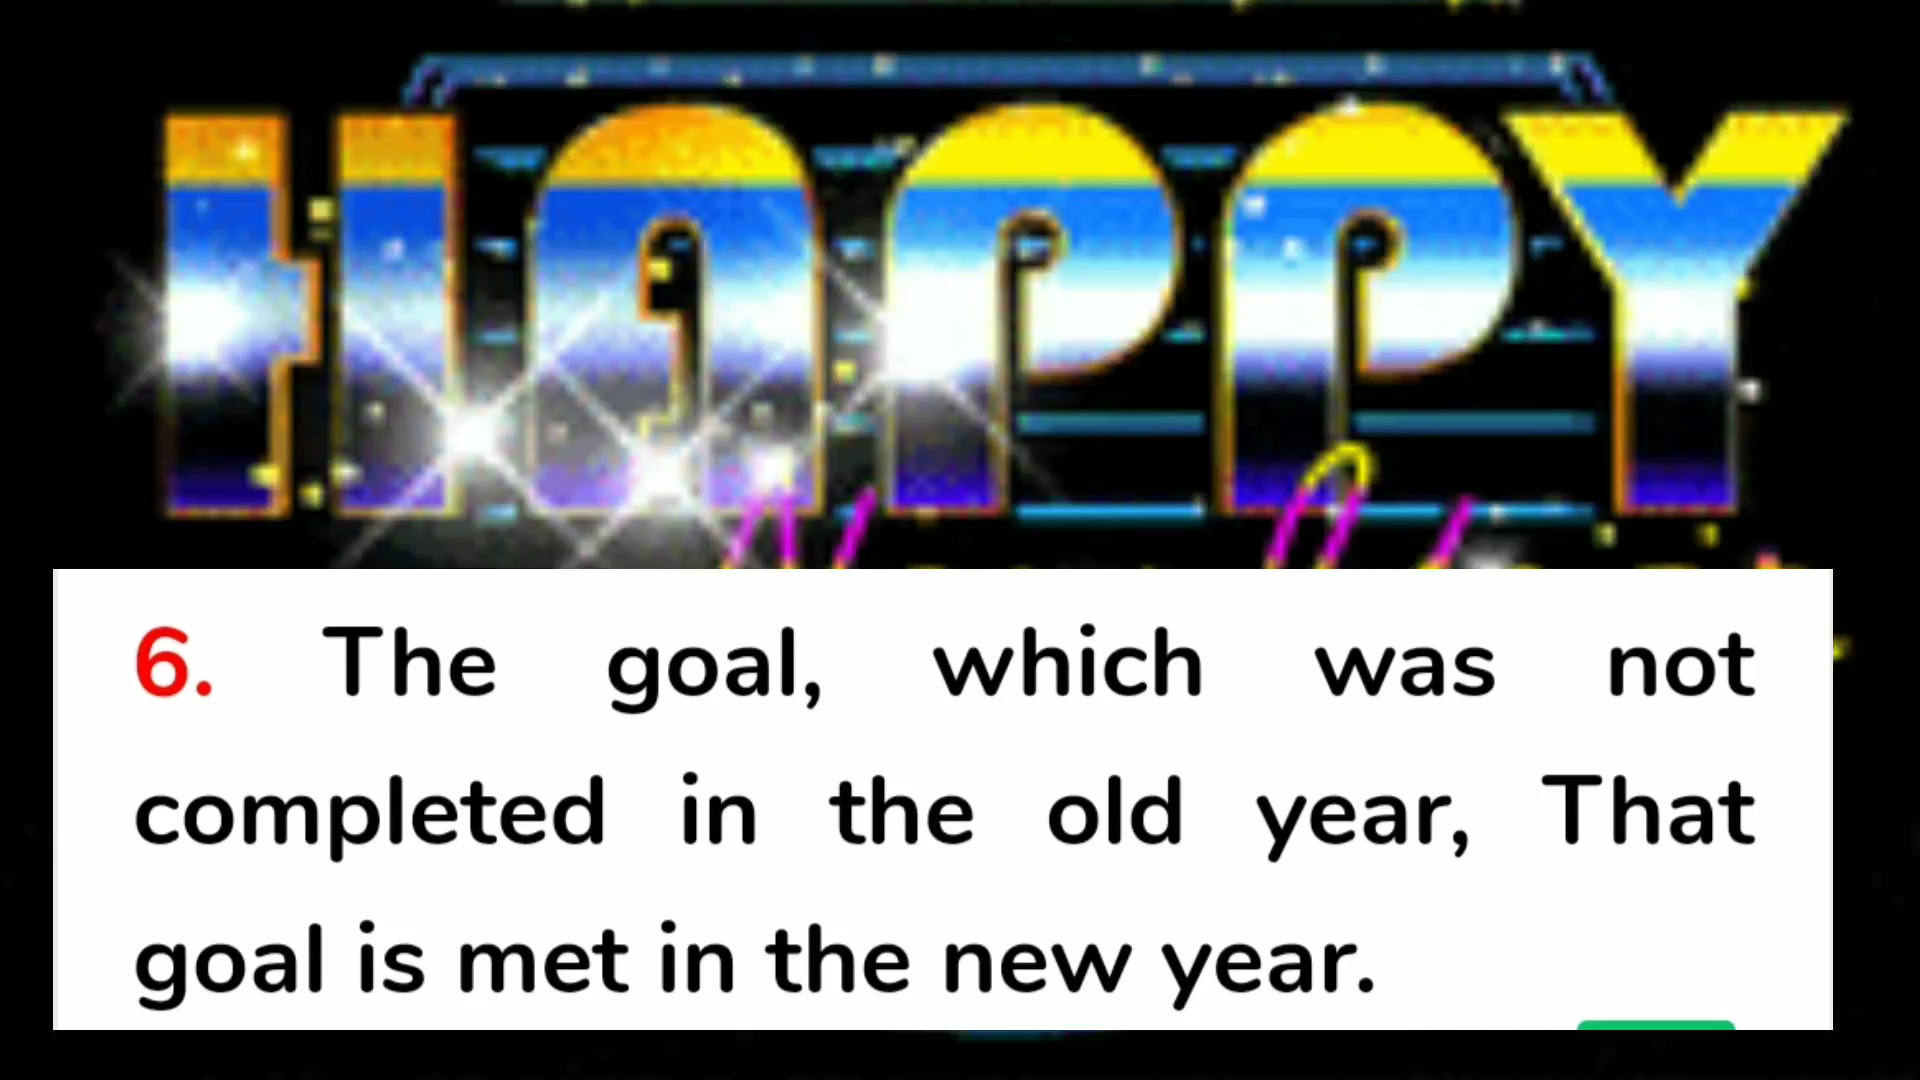 HAPPY
6. The goal, which was not
completed in the old year, That
goal is met in the new year.